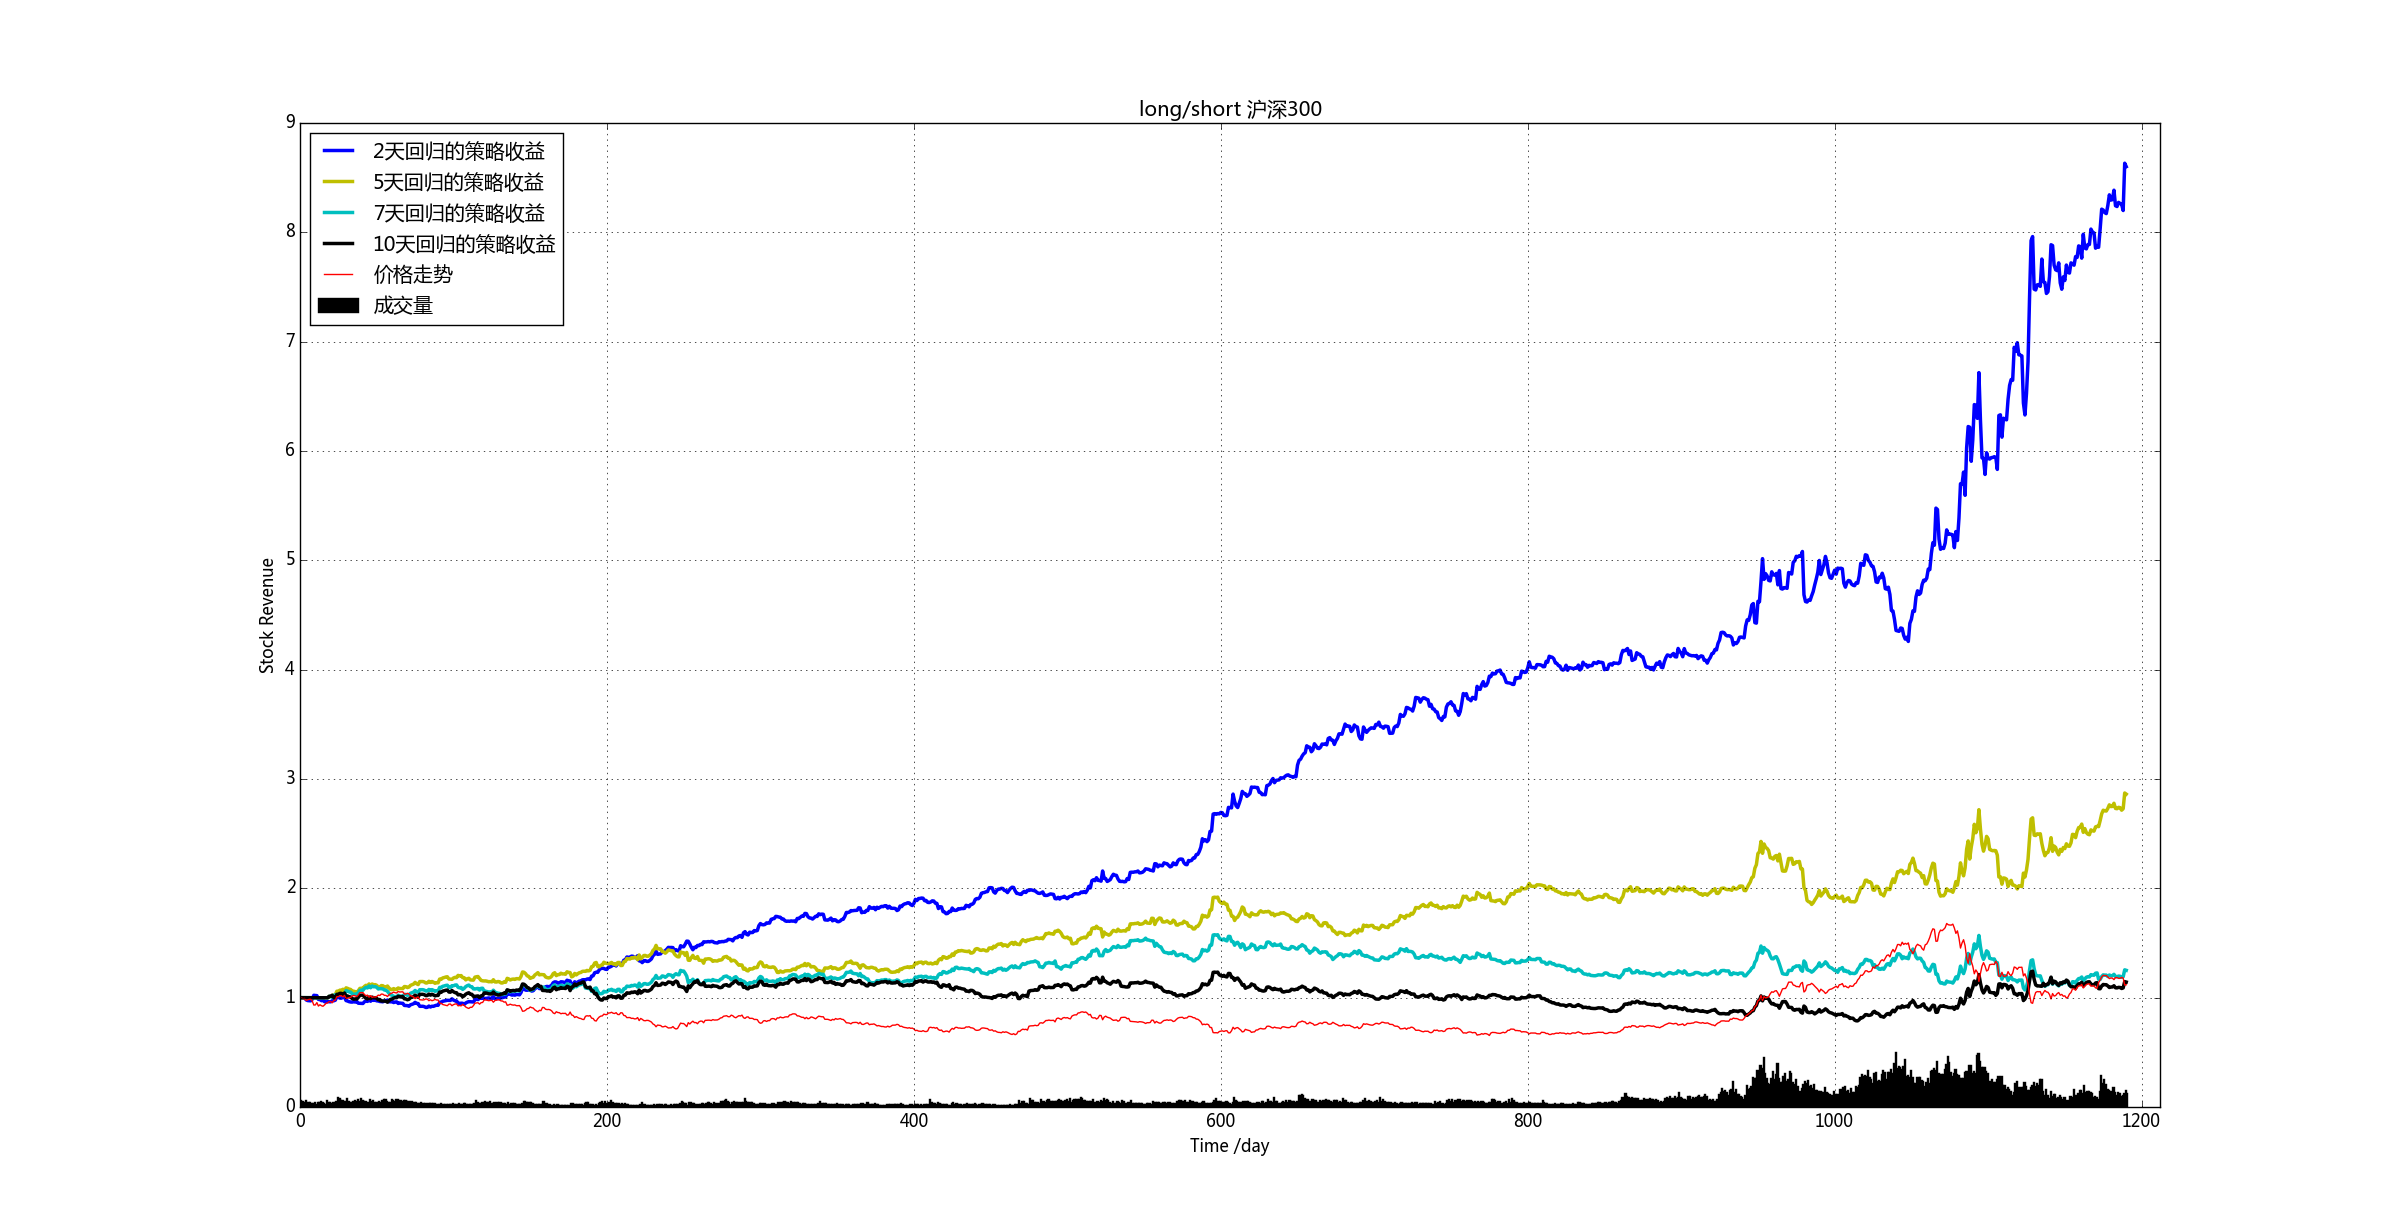 long/short 沪深300
2天回归的策略收益
5天回归的策略收益
7天回归的策略收益
10天回归的策略收益
价格走势
成交量
9
8
7
6
5
4
3
2
1
0
Stock Revenue
0 200 400 600 800 1000 1200
Time /day